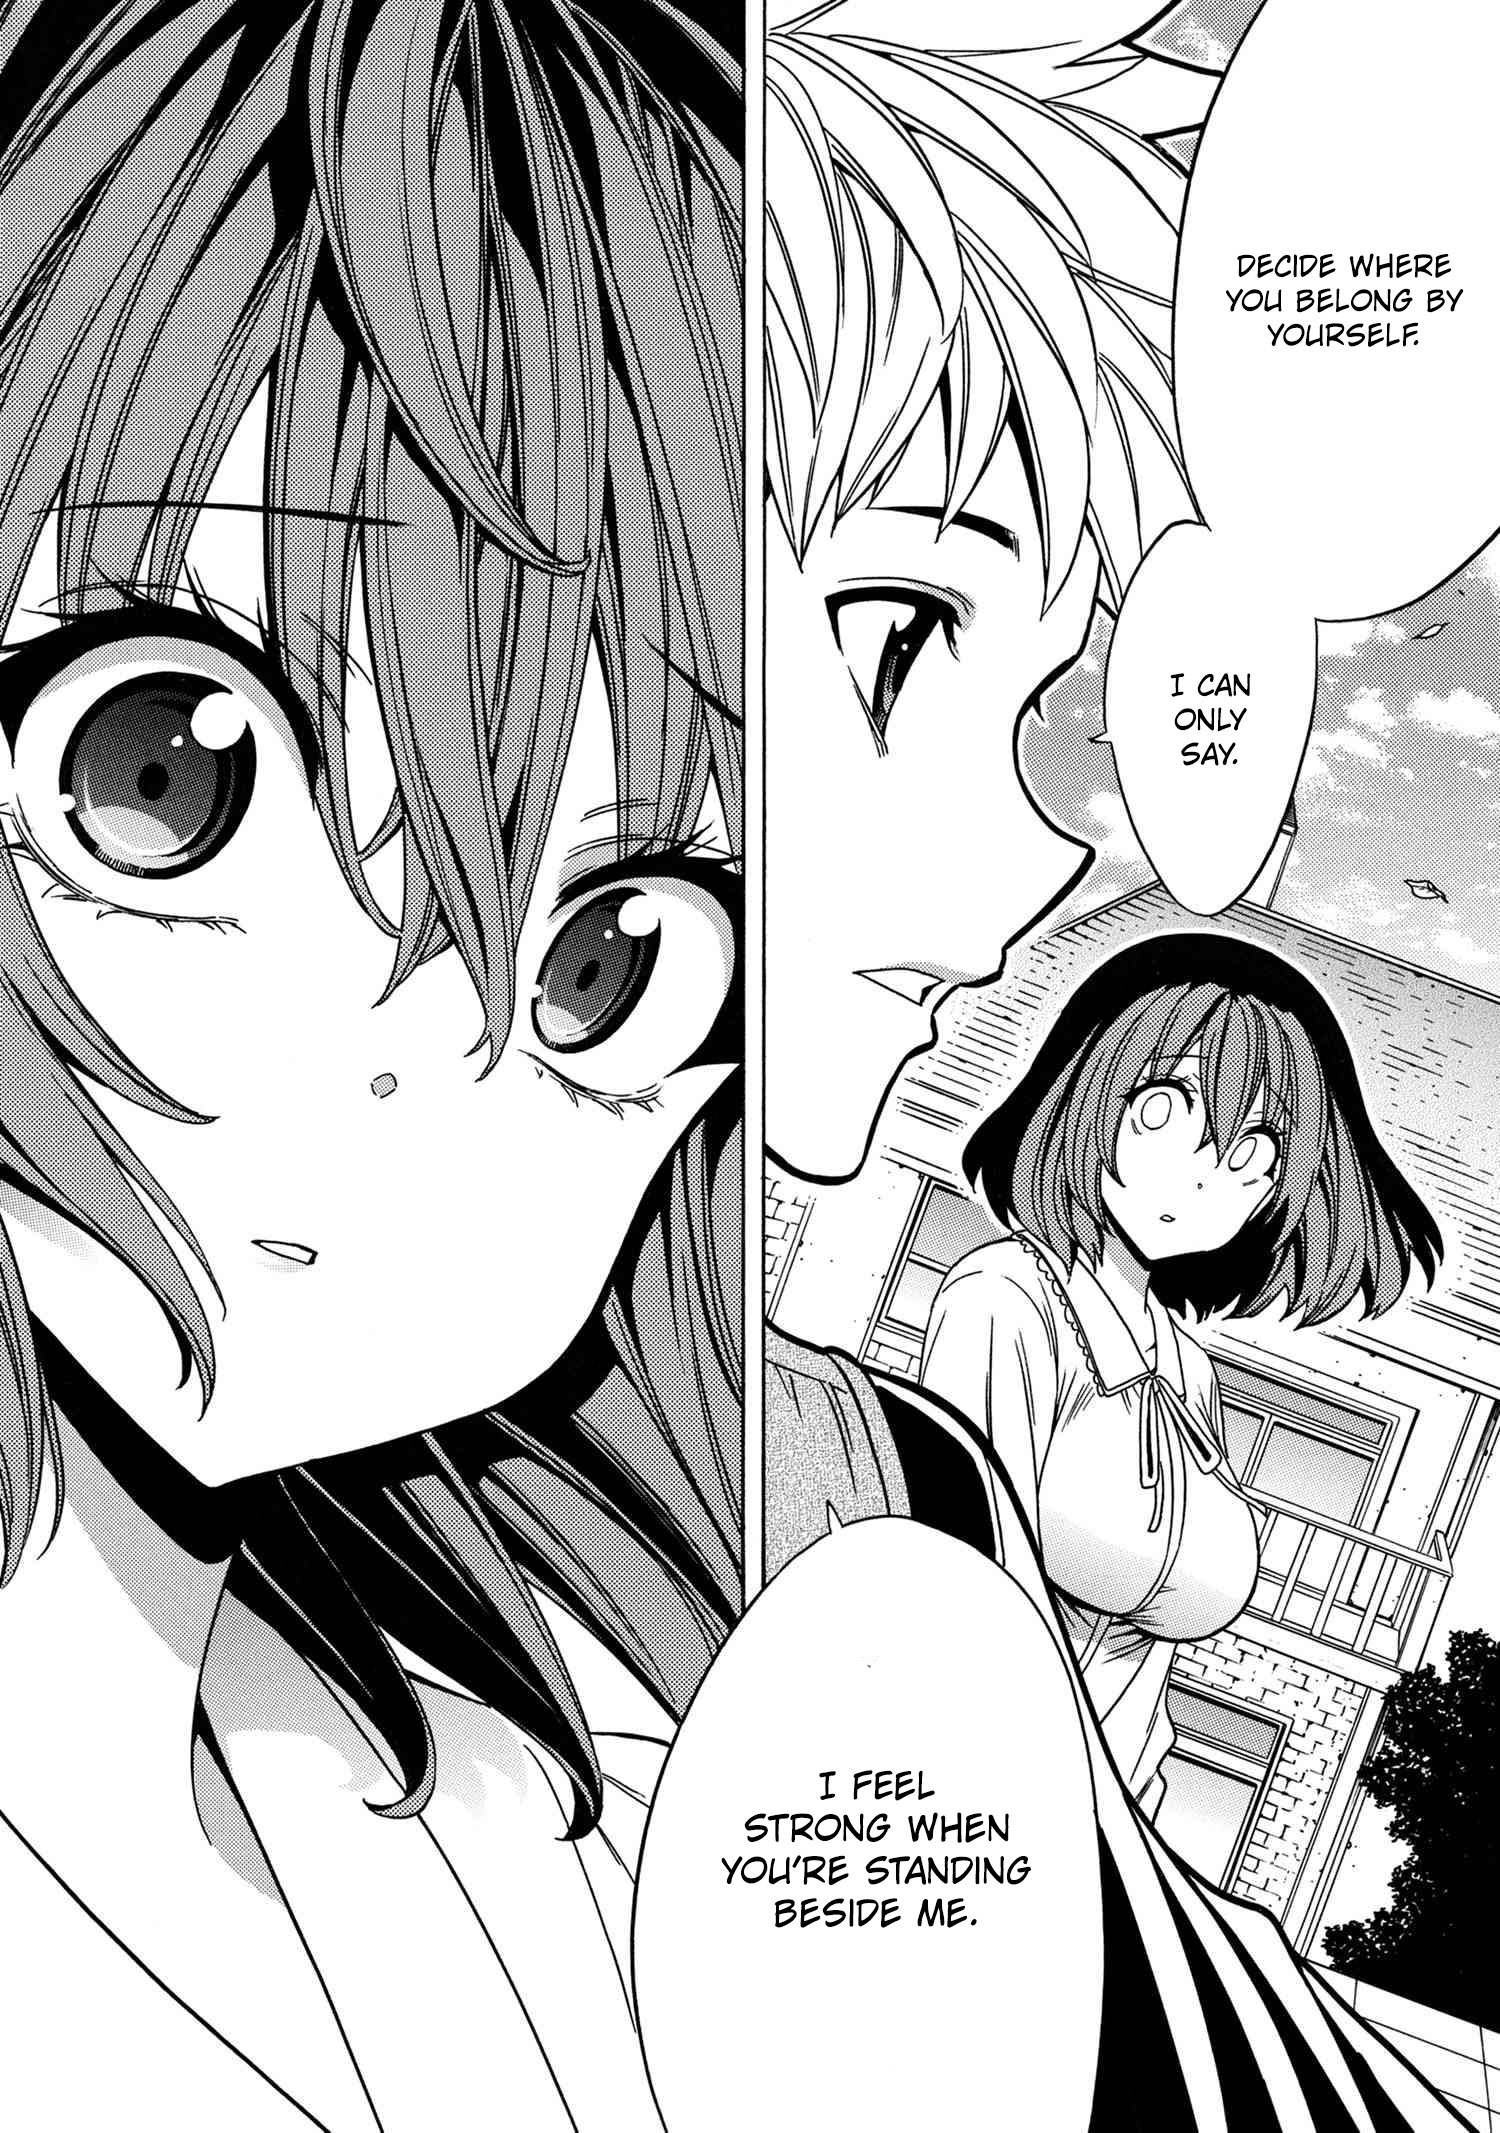 DECIDE WHERE
YOU BELONG BY
YOURSELF.
I CAN
ONLY
SAY.
I FEEL
STRONG WHEN
YOU'RE STANDING
BESIDE ME.